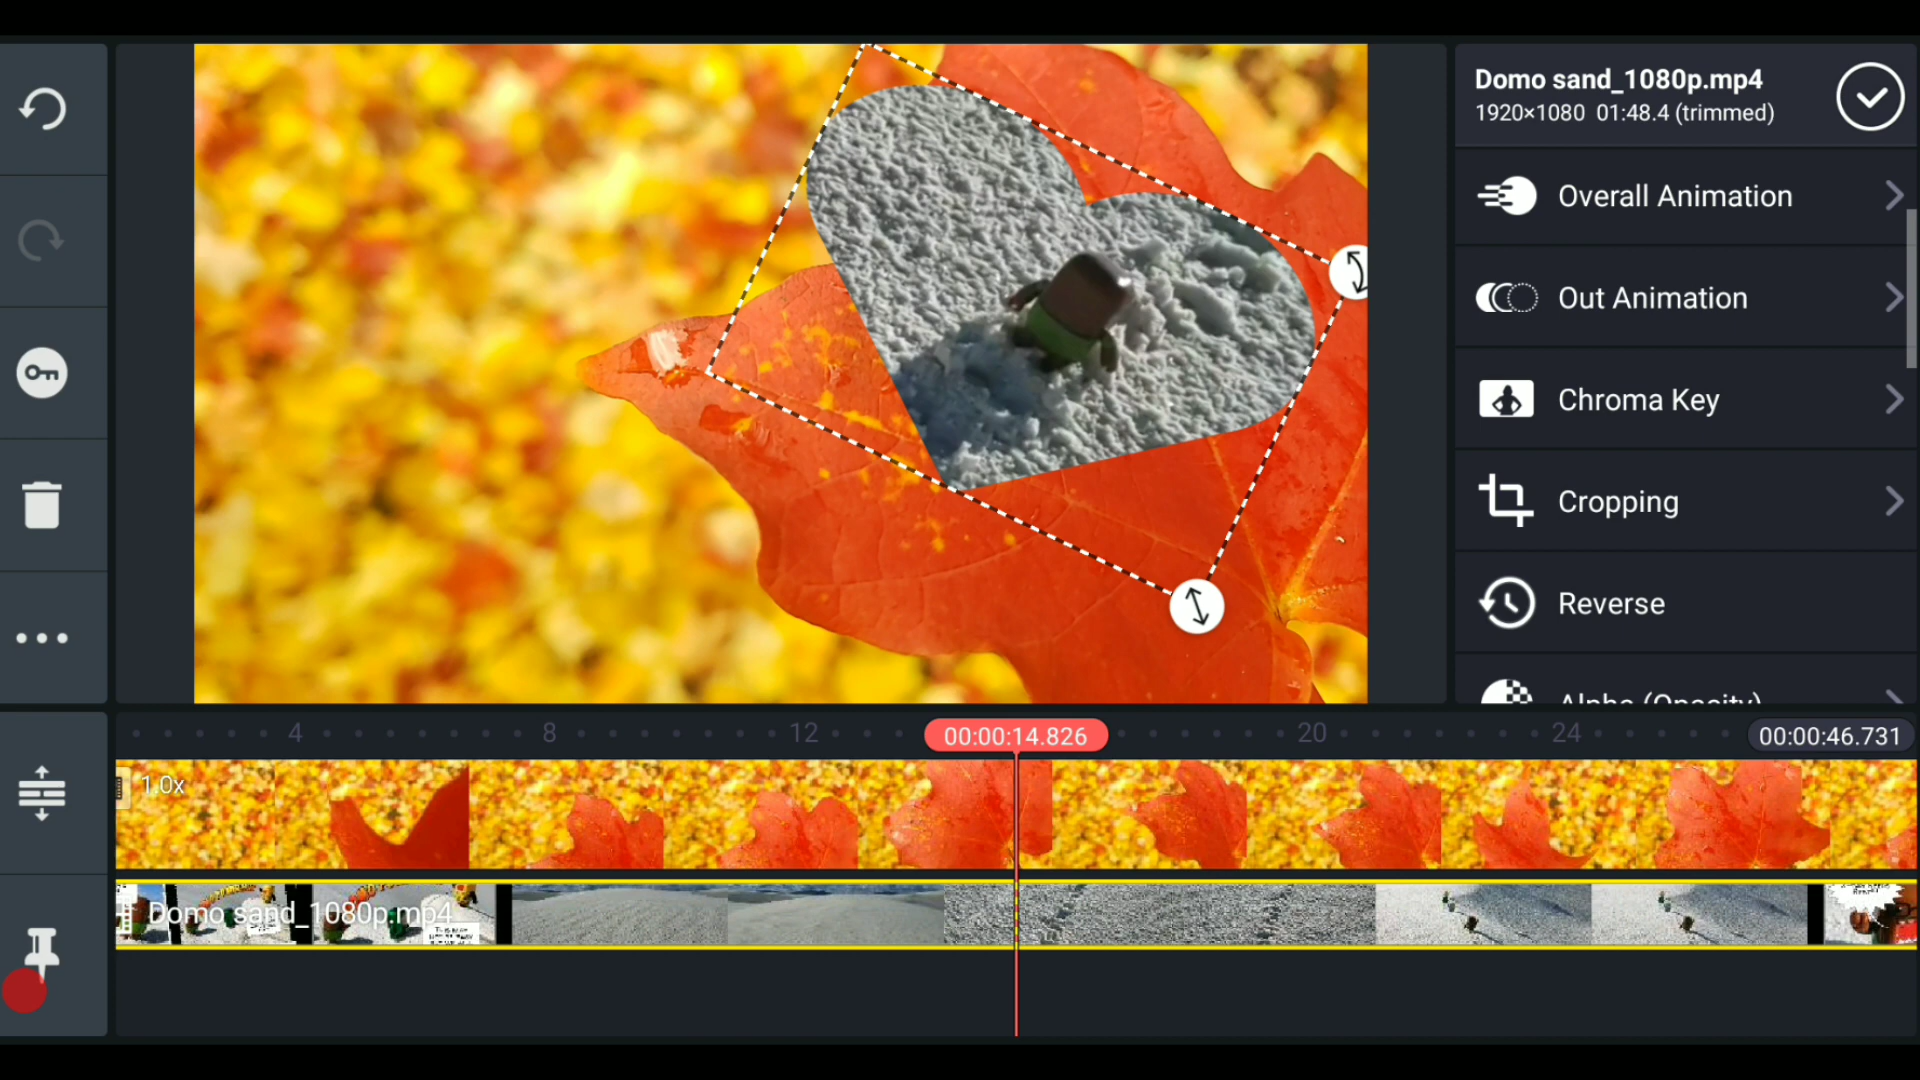 Domo sand_1080p.mp4
1920×1080 01:48.4 (trimmed)
Overall Animation
Out Animation
Chroma Key
Cropping
Reverse
Alpha (Opacity)
4 8 12 00:00:14.826 20 24 00:00:46.731
1.0x
Domo sand_1080p.mp4